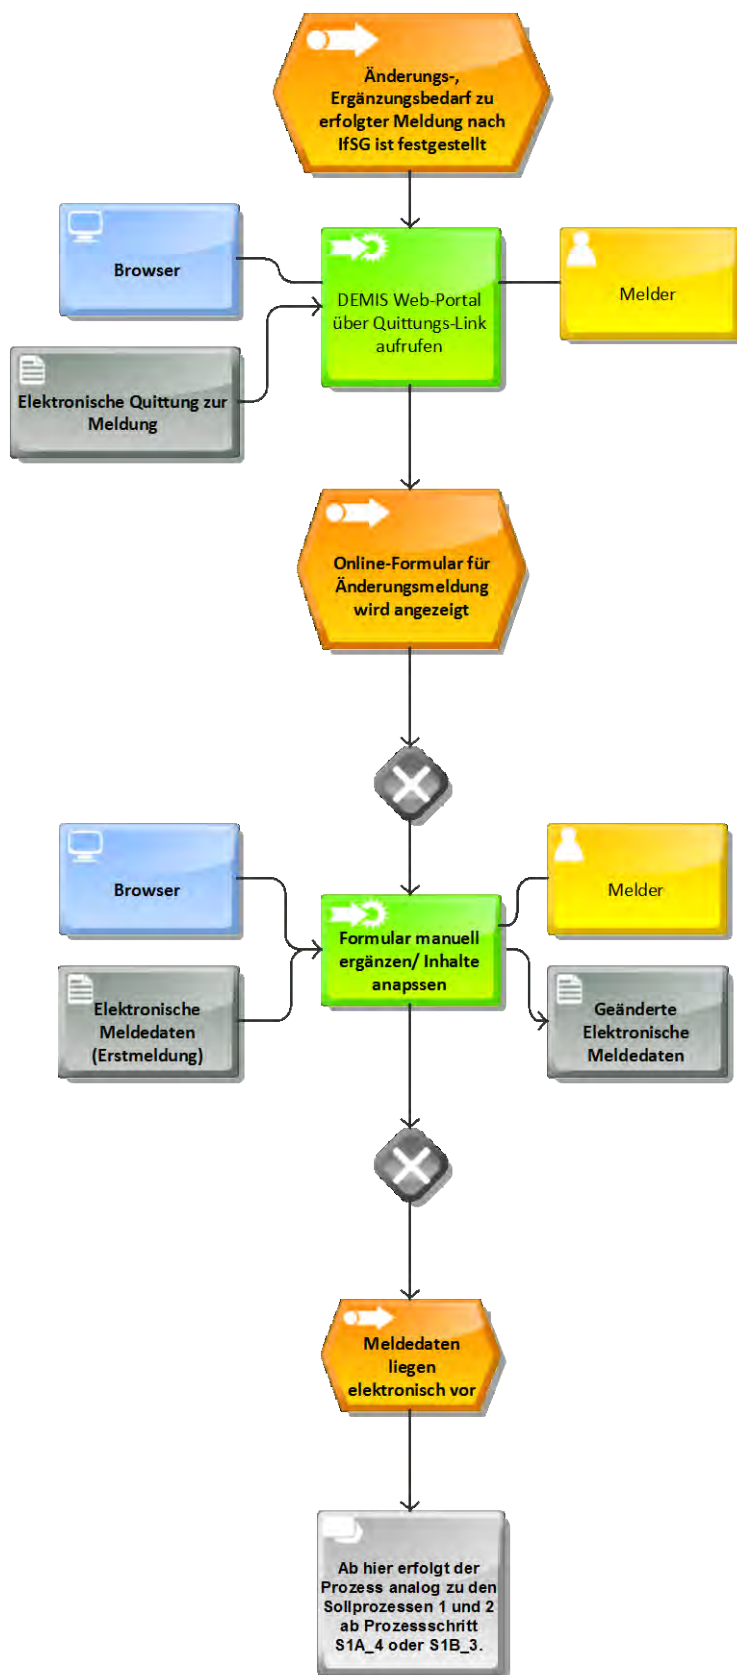 Änderungs-,
Ergänzungsbedarf zu
erfolgter Meldung nach
IfSG ist festgestellt
Browser
DEMIS Web-Portal
über Quittungs-Link
aufrufen
Melder
Elektronische Quittung zur
Meldung
Online-Formular für
Änderungsmeldung
wird angezeigt
Browser
Melder
Formular manuell
ergänzen/ Inhalte
anapssen
Elektronische
Meldedaten
(Erstmeldung)
Geänderte
Elektronische
Meldedaten
Meldedaten
liegen
elektronisch vor
Ab hier erfolgt der
Prozess analog zu den
Sollprozessen 1 und 2
ab Prozessschritt
S1A_4 oder S1B_3.